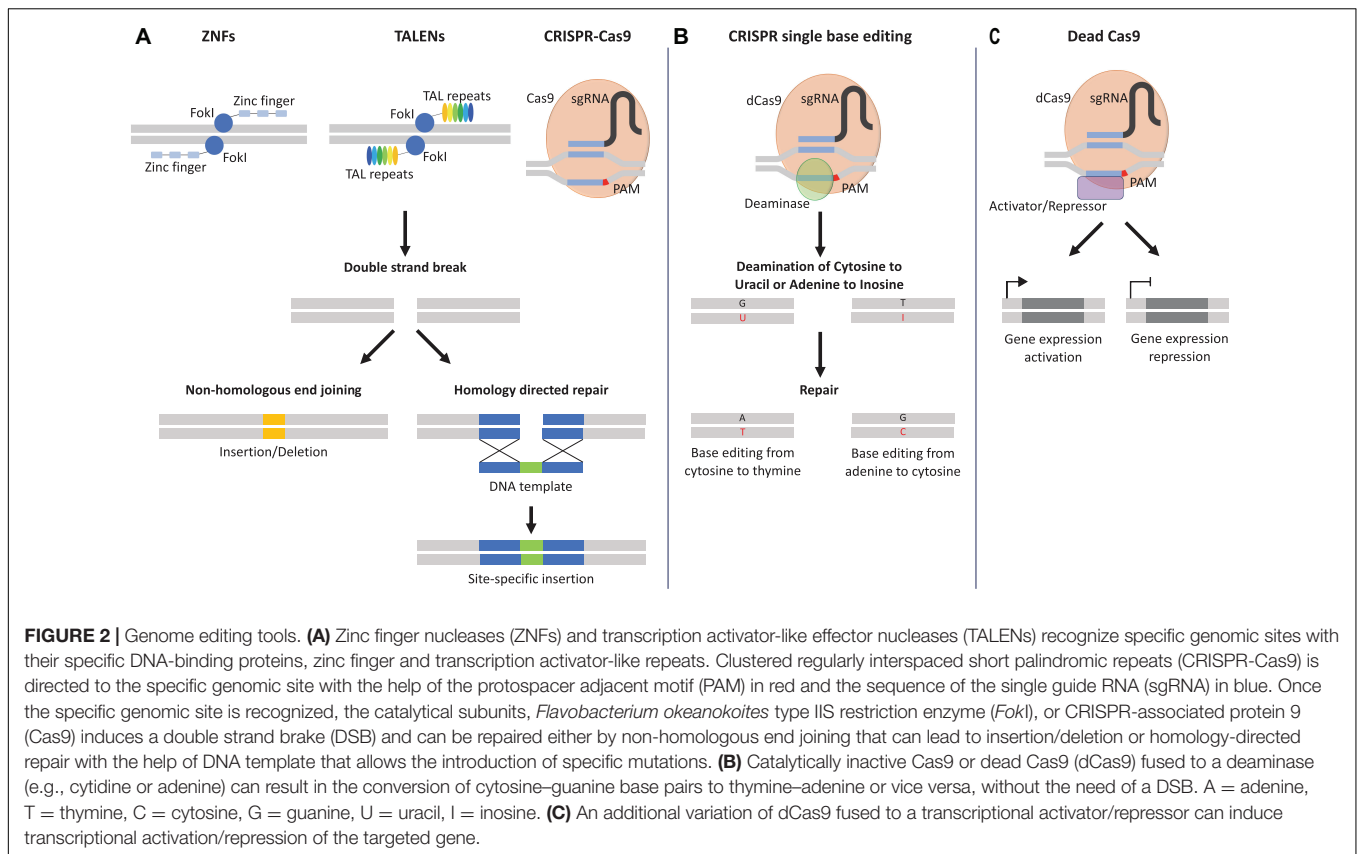 A
ZNFs
TALENs
CRISPR-Cas9
FokI
Zinc finger
Zinc finger
FokI
FokI
TAL repeats
TAL repeats
FokI
Cas9
sgRNA
PAM
Double strand break
Non-homologous end joining
Insertion/Deletion
Homology directed repair
DNA template
Site-specific insertion
B
CRISPR single base editing
dCas9
sgRNA
PAM
Deaminase
Deamination of Cytosine to
Uracil or Adenine to Inosine
G
U
T
I
Repair
A
T
G
C
Base editing from
cytosine to thymine
Base editing from
adenine to cytosine
C
Dead Cas9
dCas9
sgRNA
PAM
Activator/Repressor
Gene expression
activation
Gene expression
repression
FIGURE 2 | Genome editing tools. (A) Zinc finger nucleases (ZNFs) and transcription activator-like effector nucleases (TALENs) recognize specific genomic sites with
their specific DNA-binding proteins, zinc finger and transcription activator-like repeats. Clustered regularly interspaced short palindromic repeats (CRISPR-Cas9) is
directed to the specific genomic site with the help of the protospacer adjacent motif (PAM) in red and the sequence of the single guide RNA (sgRNA) in blue. Once
the specific genomic site is recognized, the catalytical subunits, Flavobacterium okeanokoites type IIS restriction enzyme (FokI), or CRISPR-associated protein 9
(Cas9) induces a double strand brake (DSB) and can be repaired either by non-homologous end joining that can lead to insertion/deletion or homology-directed
repair with the help of DNA template that allows the introduction of specific mutations. (B) Catalytically inactive Cas9 or dead Cas9 (dCas9) fused to a deaminase
(e.g., cytidine or adenine) can result in the conversion of cytosine–guanine base pairs to thymine–adenine or vice versa, without the need of a DSB. A = adenine,
T = thymine, C = cytosine, G = guanine, U = uracil, I = inosine. (C) An additional variation of dCas9 fused to a transcriptional activator/repressor can induce
transcriptional activation/repression of the targeted gene.